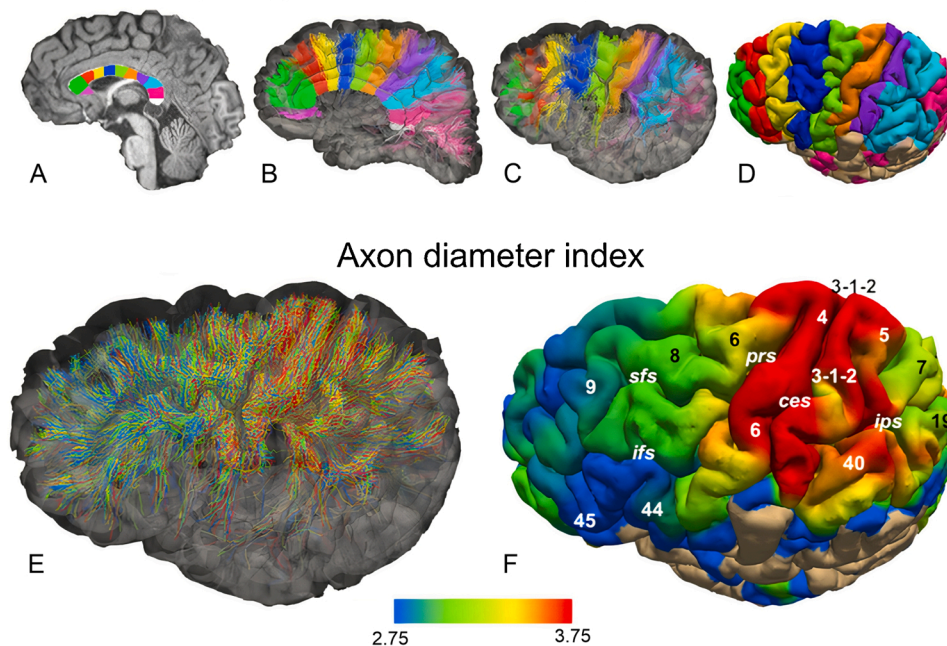 A
B
C
D
Axon diameter index
E
3-1-2
4
5
6
prs
8
7
sfs
9
3-1-2
ces
19
ips
6
ifs
40
45
44
F
2.75
3.75